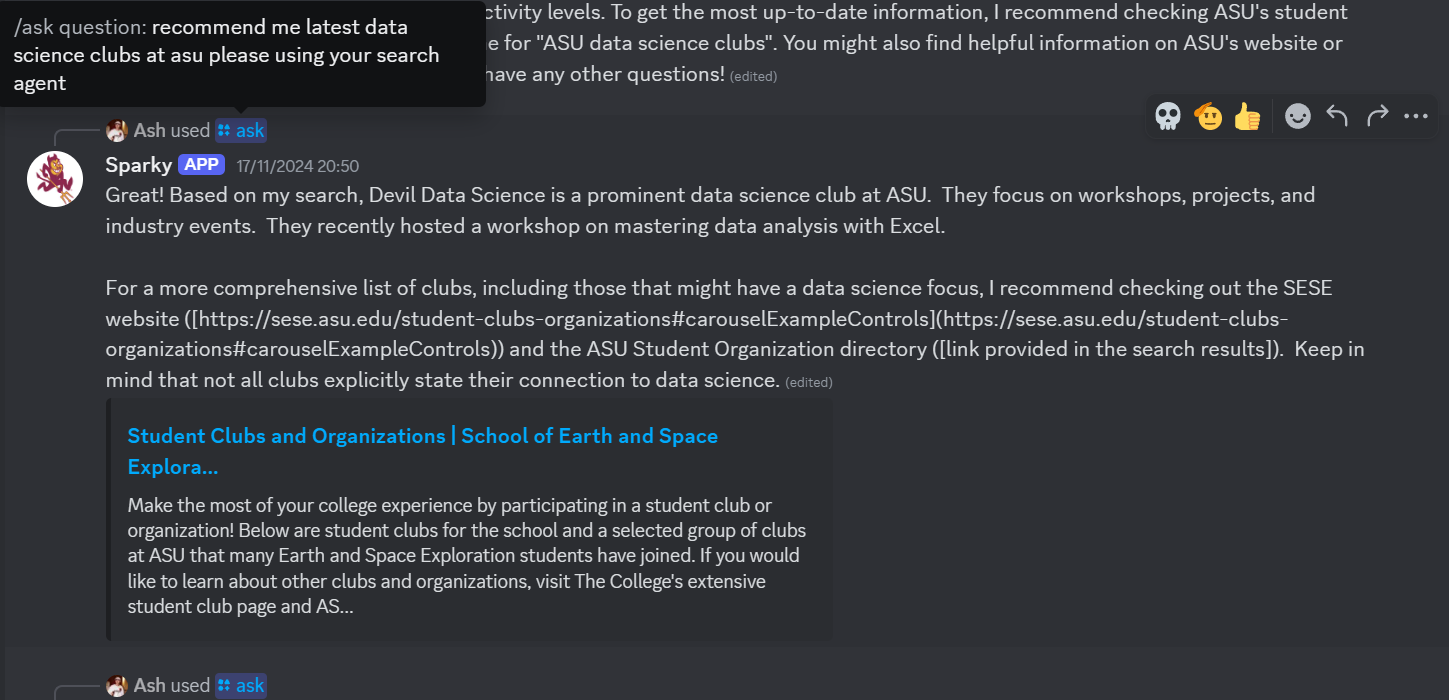 /ask question: recommend me latest data
science clubs at asu please using your search
agent
ctivity levels. To get the most up-to-date information, I recommend checking ASU's student
e for "ASU data science clubs". You might also find helpful information on ASU's website or
have any other questions! (edited)
Ash used ask
Sparky APP 17/11/2024 20:50
Great! Based on my search, Devil Data Science is a prominent data science club at ASU.  They focus on workshops, projects, and
industry events.  They recently hosted a workshop on mastering data analysis with Excel.
For a more comprehensive list of clubs, including those that might have a data science focus, I recommend checking out the SESE
website ([https://sese.asu.edu/student-clubs-organizations#carouselExampleControls](https://sese.asu.edu/student-clubs-
organizations#carouselExampleControls)) and the ASU Student Organization directory ([link provided in the search results]).  Keep in
mind that not all clubs explicitly state their connection to data science. (edited)
Student Clubs and Organizations | School of Earth and Space
Explora...
Make the most of your college experience by participating in a student club or
organization! Below are student clubs for the school and a selected group of clubs
at ASU that many Earth and Space Exploration students have joined. If you would
like to learn about other clubs and organizations, visit The College's extensive
student club page and AS...
Ash used ask